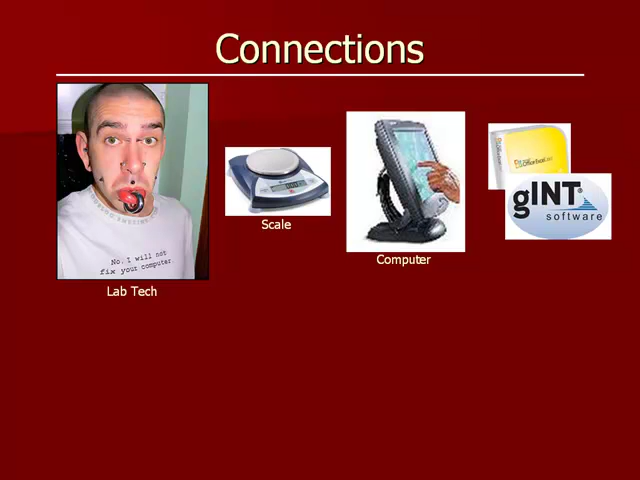 Connections
No. I will not
fix your computer.
Lab Tech
Scale
Computer
gINT®
software